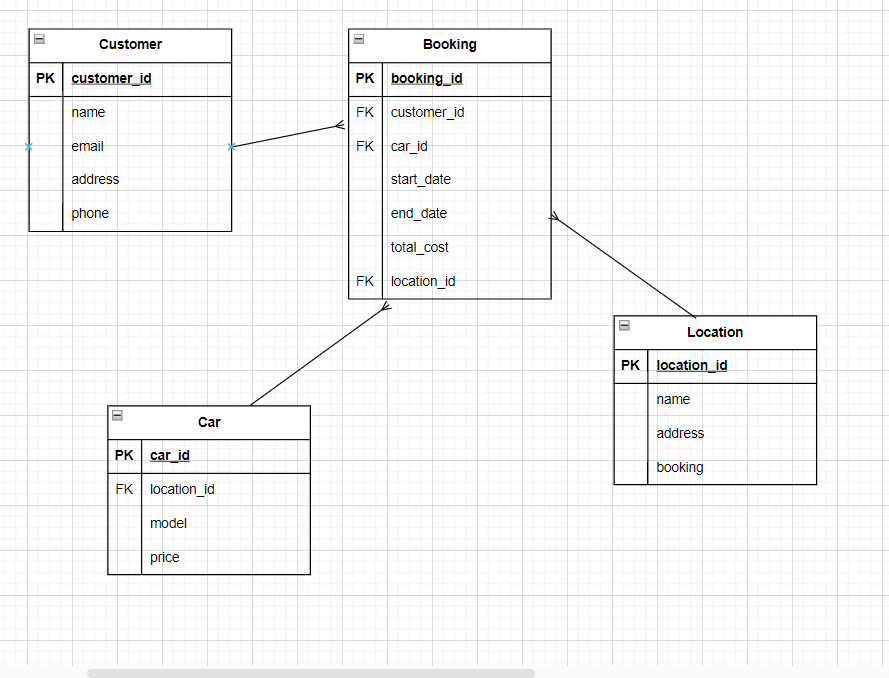 Customer
PK customer_id
name
email
address
phone
Booking
PK booking_id
FK customer_id
FK car_id
start_date
end_date
total_cost
FK location_id
Location
PK location_id
name
address
booking
Car
PK car_id
FK location_id
model
price